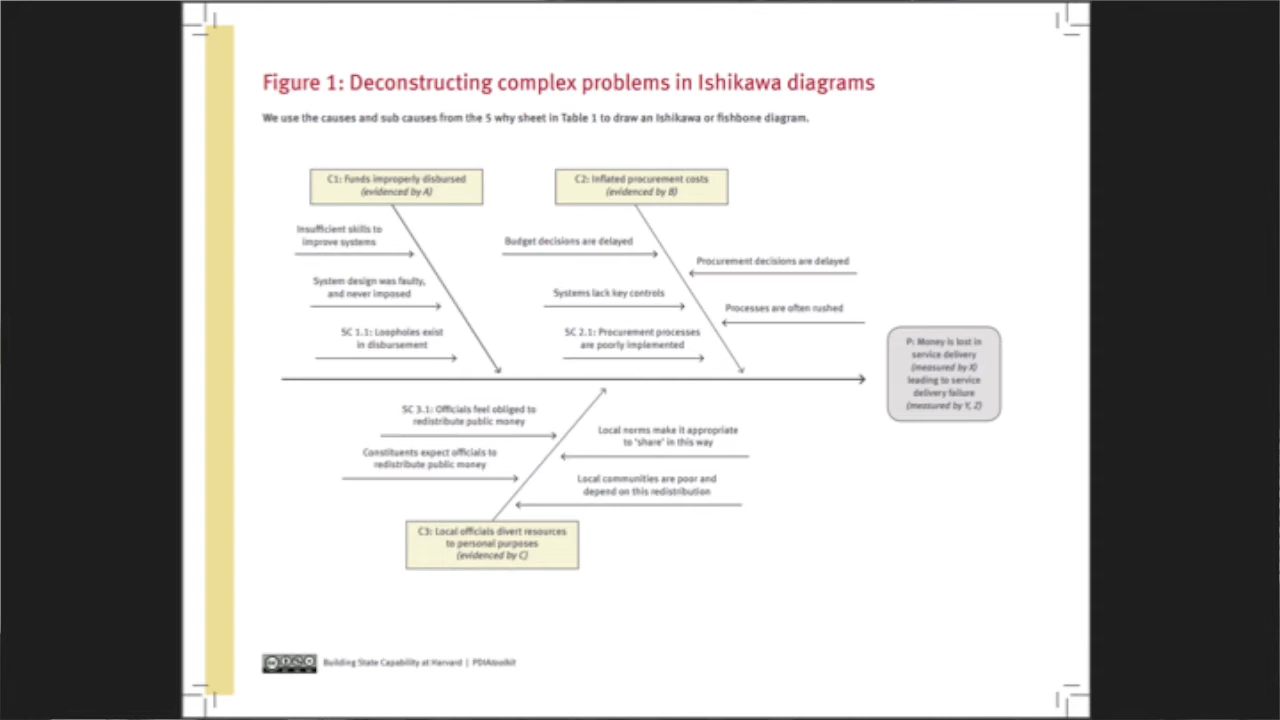 Figure 1: Deconstructing complex problems in Ishikawa diagrams
We use the causes and sub causes from the 5 why sheet in Table 1 to draw an Ishikawa or fishbone diagram.
C1: Funds improperly disbursed
(evidenced by A)
C2: Inflated procurement costs
(evidenced by B)
Insufficient skills to
improve systems
Budget decisions are delayed
Procurement decisions are delayed
System design was faulty,
and never imposed
Systems lack key controls
Processes are often rushed
SC 1.1: Loopholes exist
in disbursement
SC 2.1: Procurement processes
are poorly implemented
P: Money is lost in
service delivery
(measured by X)
leading to service
delivery failure
(measured by Y, Z)
SC 3.1: Officials feel obliged to
redistribute public money
Local norms make it appropriate
to 'share' in this way
Constituents expect officials to
redistribute public money
Local communities are poor and
depend on this redistribution
C3: Local officials divert resources
to personal purposes
(evidenced by C)
Building State Capability at Harvard | PDIAtoolkit